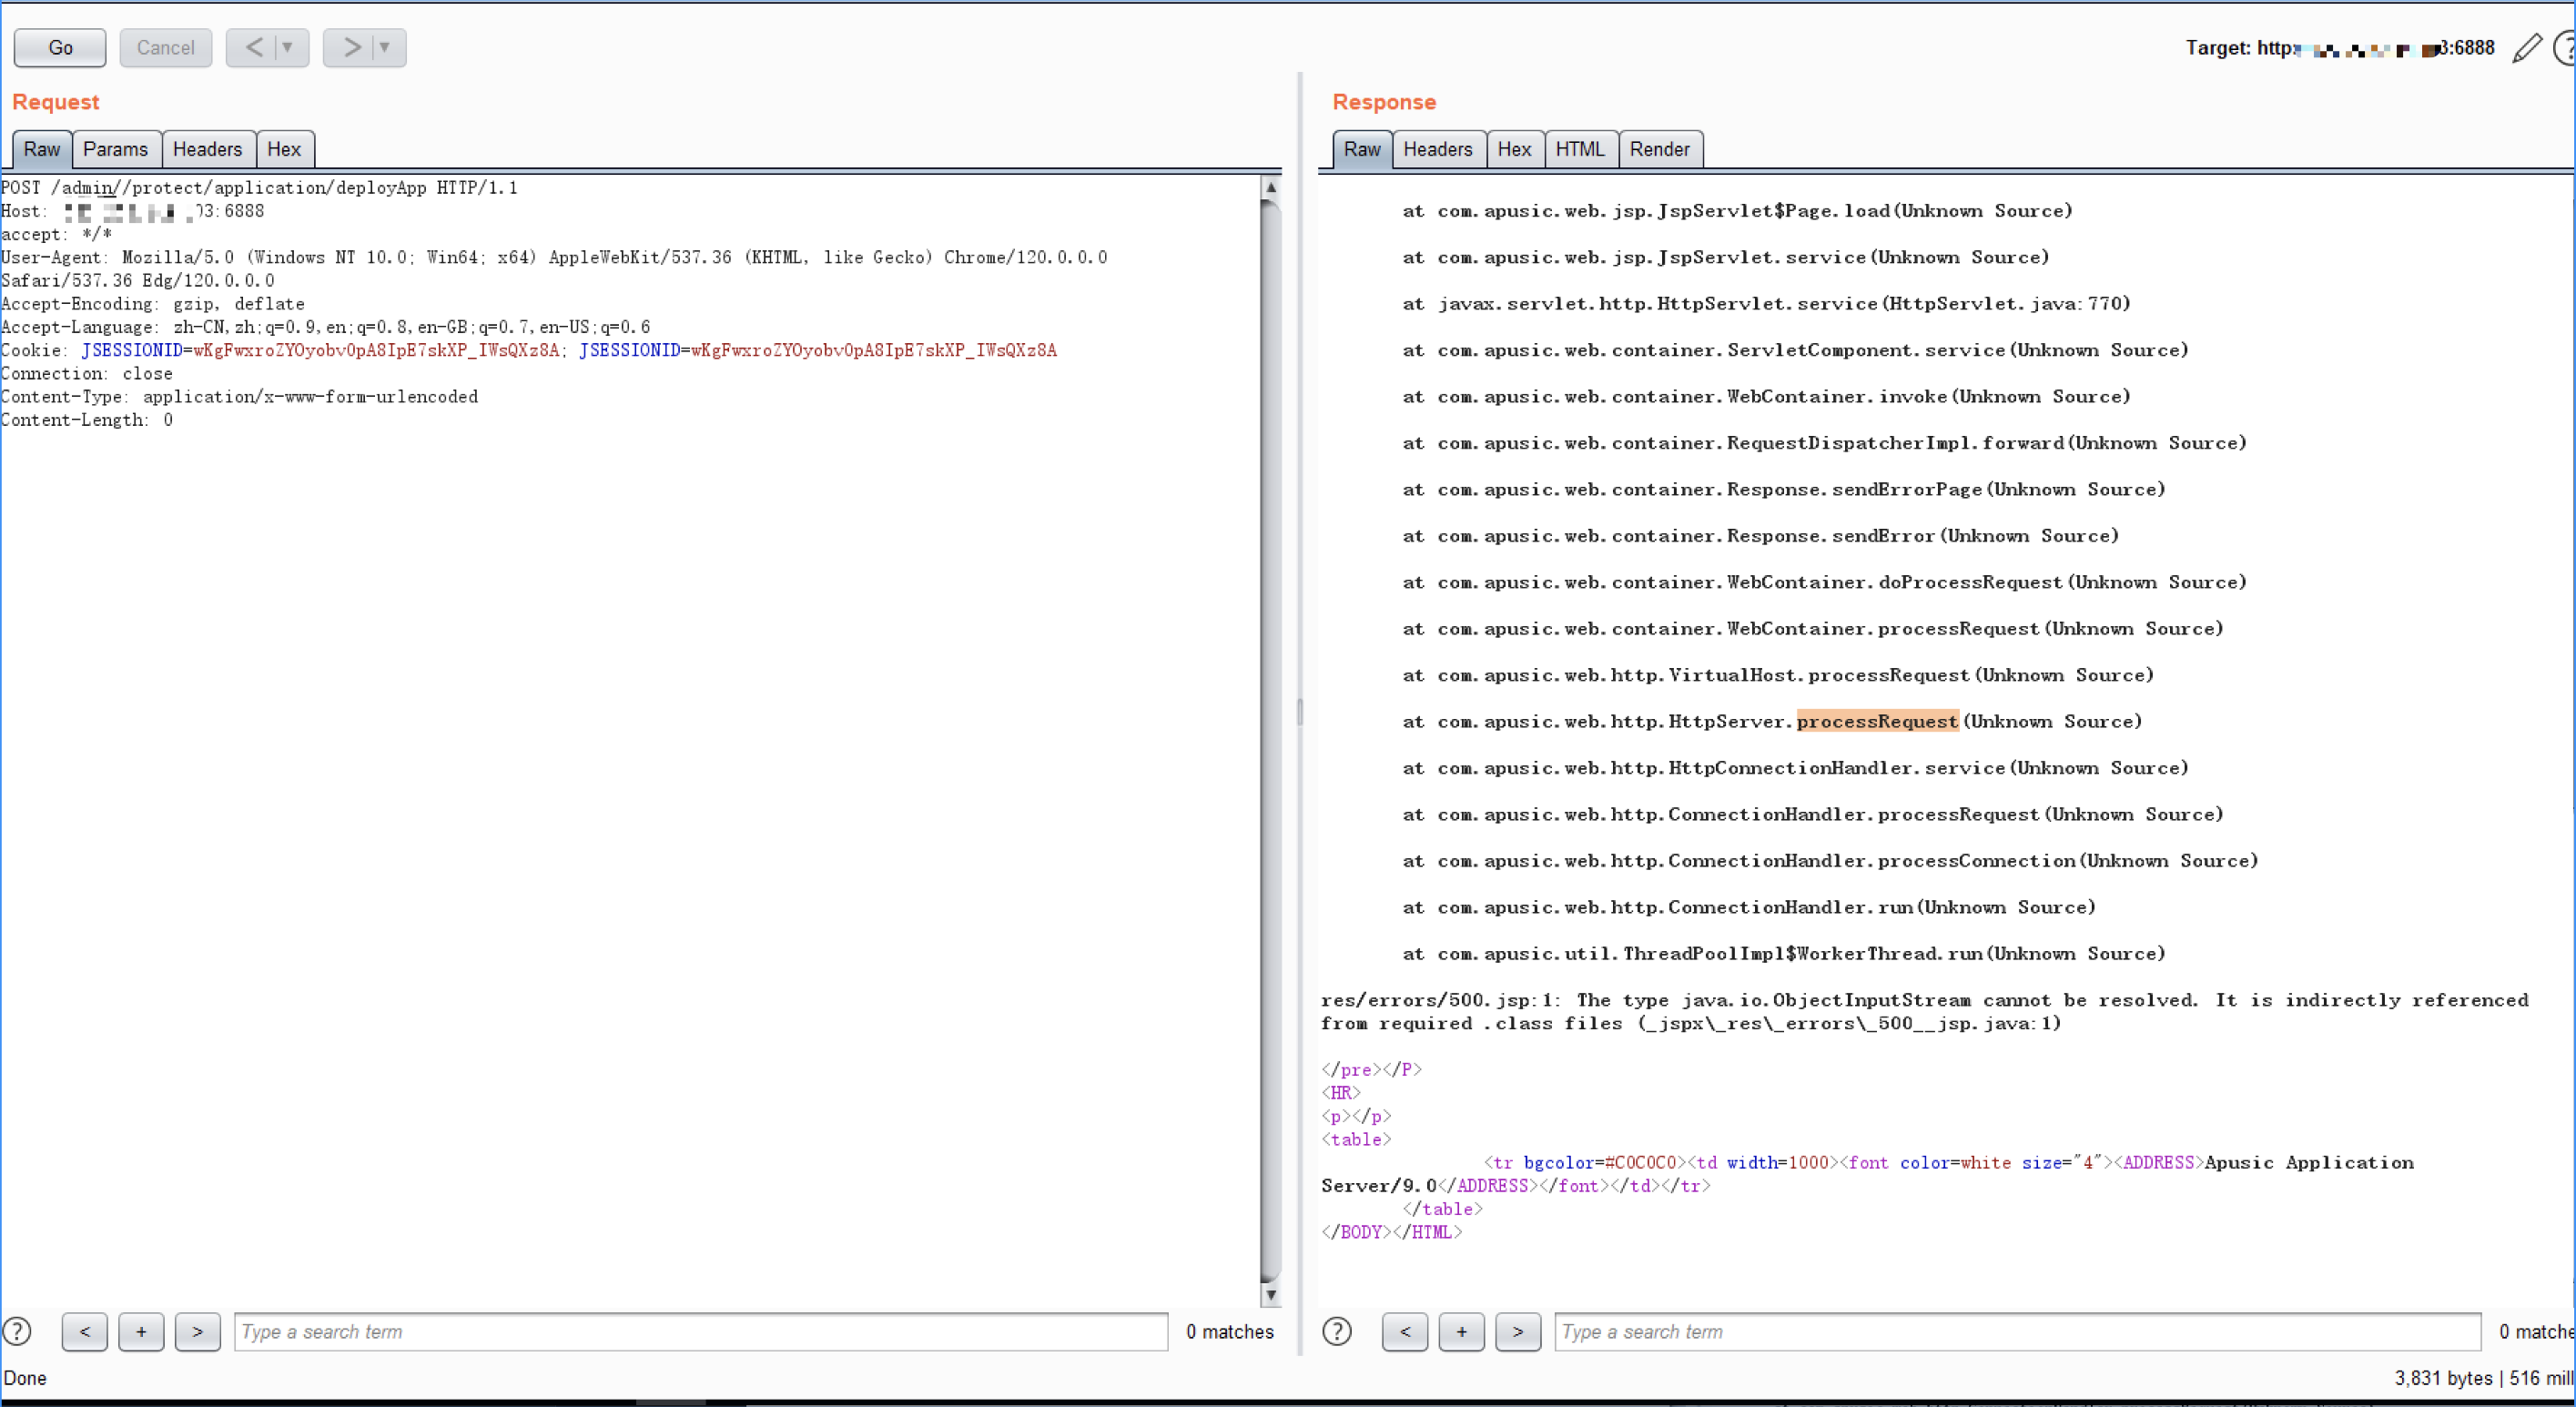 Go
Cancel
<
>
Target: http: 3:6888
Request
Raw
Params
Headers
Hex
POST /admin//protect/application/deployApp HTTP/1.1
Host: 03:6888
accept: */*
User-Agent: Mozilla/5.0 (Windows NT 10.0; Win64; x64) AppleWebKit/537.36 (KHTML, like Gecko) Chrome/120.0.0.0
Safari/537.36 Edg/120.0.0.0
Accept-Encoding: gzip, deflate
Accept-Language: zh-CN,zh;q=0.9,en;q=0.8,en-GB;q=0.7,en-US;q=0.6
Cookie: JSESSIONID=wKgFwxroZYOyobv0pA8IpE7skXP_IWsQXz8A; JSESSIONID=wKgFwxroZYOyobv0pA8IpE7skXP_IWsQXz8A
Connection: close
Content-Type: application/x-www-form-urlencoded
Content-Length: 0
?
<
+
>
Type a search term
0 matches
Done
Response
Raw
Headers
Hex
HTML
Render
at com.apusic.web.jsp.JspServlet$Page.load(Unknown Source)
at com.apusic.web.jsp.JspServlet.service(Unknown Source)
at javax.servlet.http.HttpServlet.service(HttpServlet.java:770)
at com.apusic.web.container.ServletComponent.service(Unknown Source)
at com.apusic.web.container.WebContainer.invoke(Unknown Source)
at com.apusic.web.container.RequestDispatcherImpl.forward(Unknown Source)
at com.apusic.web.container.Response.sendErrorPage(Unknown Source)
at com.apusic.web.container.Response.sendError(Unknown Source)
at com.apusic.web.container.WebContainer.doProcessRequest(Unknown Source)
at com.apusic.web.container.WebContainer.processRequest(Unknown Source)
at com.apusic.web.http.VirtualHost.processRequest(Unknown Source)
at com.apusic.web.http.HttpServer.processRequest(Unknown Source)
at com.apusic.web.http.HttpConnectionHandler.service(Unknown Source)
at com.apusic.web.http.ConnectionHandler.processRequest(Unknown Source)
at com.apusic.web.http.ConnectionHandler.processConnection(Unknown Source)
at com.apusic.web.http.ConnectionHandler.run(Unknown Source)
at com.apusic.util.ThreadPoolImpl$WorkerThread.run(Unknown Source)
res/errors/500.jsp:1: The type java.io.ObjectInputStream cannot be resolved. It is indirectly referenced
from required .class files (_jspx\_res\_errors\_500__jsp.java:1)
</pre></P>
<HR>
<p></p>
<table>
<tr bgcolor=#C0C0C0><td width=1000><font color=white size="4"><ADDRESS>Apusic Application
Server/9.0</ADDRESS></font></td></tr>
</table>
</BODY></HTML>
?
<
+
>
Type a search term
0 matche
3,831 bytes | 516 mill